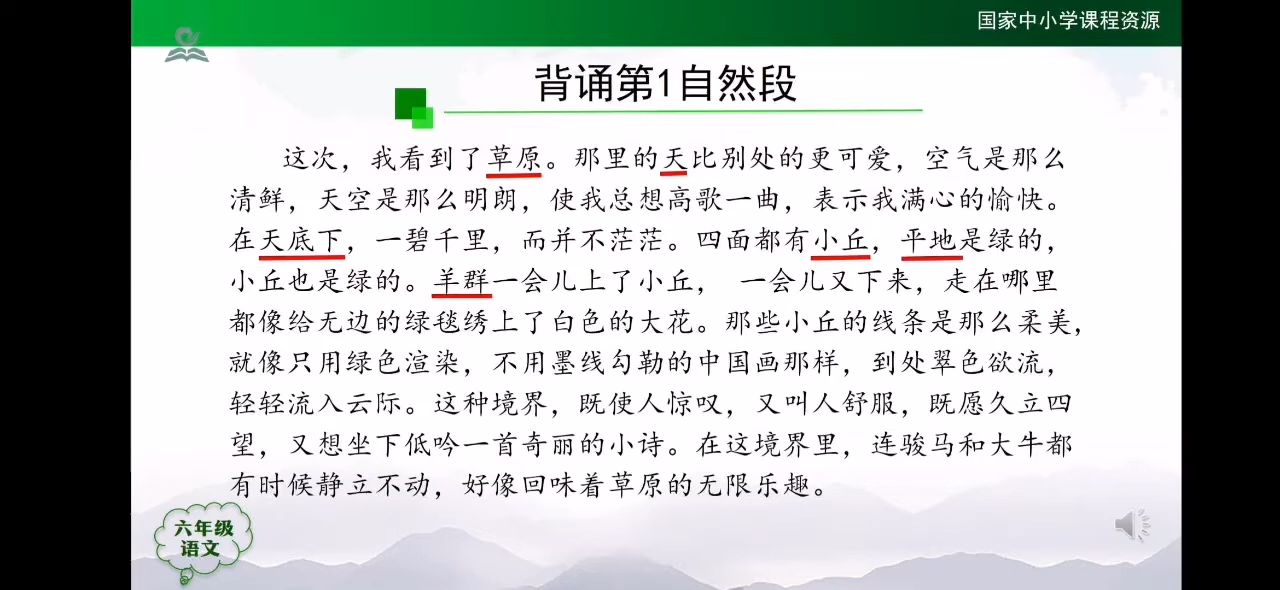 国家中小学课程资源
背诵第1自然段
这次，我看到了草原。那里的天比别处的更可爱，空气是那么
清鲜，天空是那么明朗，使我总想高歌一曲，表示我满心的愉快。
在天底下，一碧千里，而并不茫茫。四面都有小丘，平地是绿的，
小丘也是绿的。羊群一会儿上了小丘， 一会儿又下来，走在哪里
都像给无边的绿毯绣上了白色的大花。那些小丘的线条是那么柔美，
就像只用绿色渲染，不用墨线勾勒的中国画那样，到处翠色欲流，
轻轻流入云际。这种境界，既使人惊叹，又叫人舒服，既愿久立四
望，又想坐下低吟一首奇丽的小诗。在这境界里，连骏马和大牛都
有时候静立不动，好像回味着草原的无限乐趣。
六年级
语文